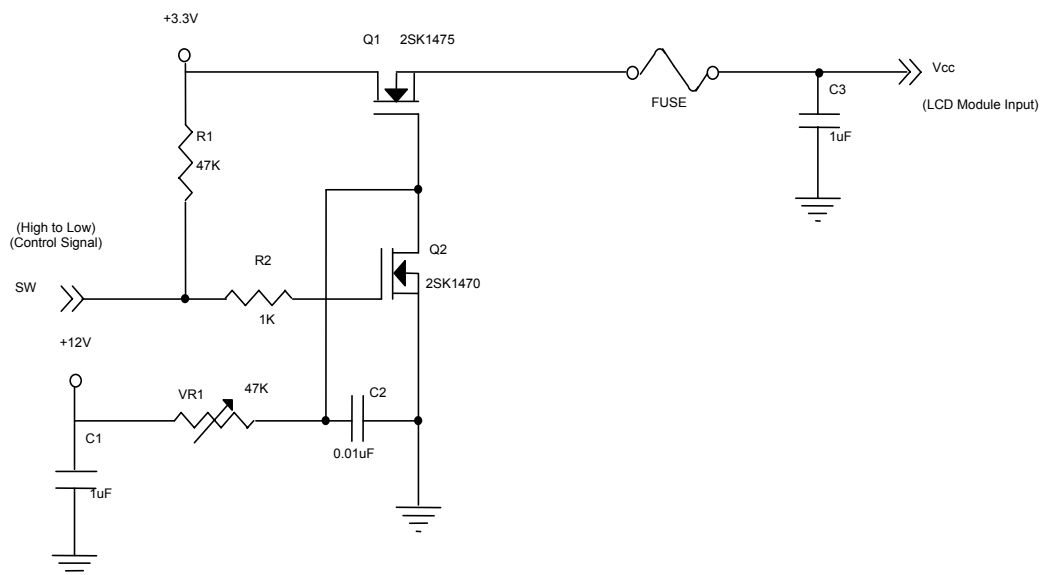 +3.3V
Q1 2SK1475
Vcc
C3
FUSE
(LCD Module Input)
R1
1uF
47K
(High to Low)
(Control Signal)
Q2
R2
2SK1470
SW
1K
+12V
VR1
47K
C2
C1
0.01uF
1uF